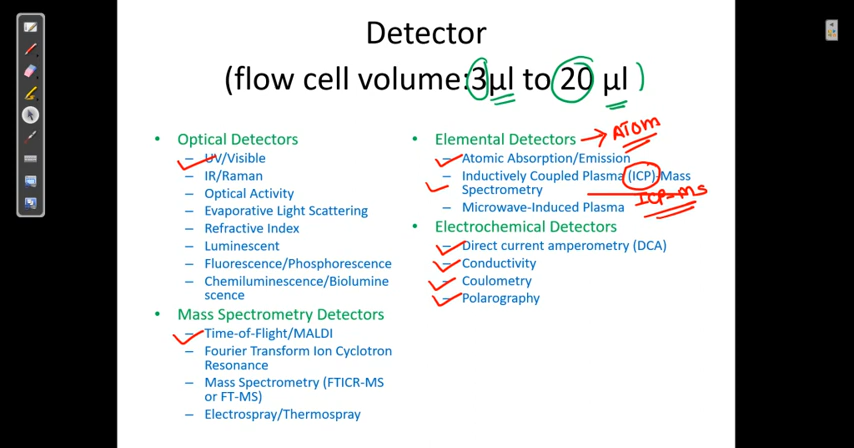 Detector
(flow cell volume:3µl to 20 µl)
• Optical Detectors
– UV/Visible
– IR/Raman
– Optical Activity
– Evaporative Light Scattering
– Refractive Index
– Luminescent
– Fluorescence/Phosphorescence
– Chemiluminescence/Biolumine
scence
• Mass Spectrometry Detectors
– Time-of-Flight/MALDI
– Fourier Transform Ion Cyclotron
Resonance
– Mass Spectrometry (FTICR-MS
or FT-MS)
– Electrospray/Thermospray
• Elemental Detectors → ATOM
– Atomic Absorption/Emission
– Inductively Coupled Plasma (ICP)-Mass
Spectrometry
ICP-MS
– Microwave-Induced Plasma
• Electrochemical Detectors
– Direct current amperometry (DCA)
– Conductivity
– Coulometry
– Polarography